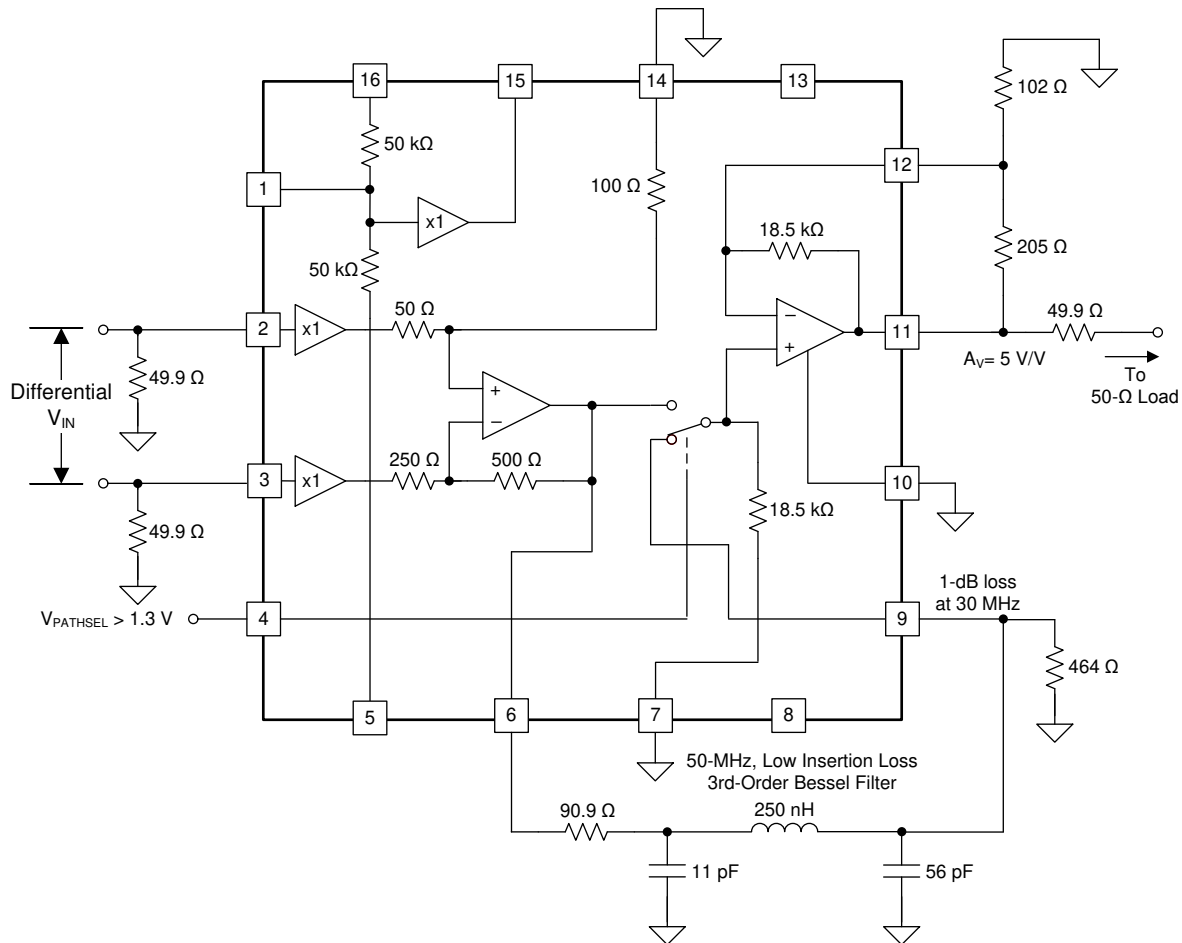 16
15
14
13
102 Ω
50 kΩ
12
1
100 Ω
x1
18.5 kΩ
50 kΩ
205 Ω
50 Ω
2
x1
−
+
11
49.9 Ω
A_V= 5 V/V
To
50-Ω Load
49.9 Ω
Differential
V_IN
+
−
250 Ω
500 Ω
3
x1
10
18.5 kΩ
49.9 Ω
1-dB loss
at 30 MHz
V_PATHSEL > 1.3 V
4
9
464 Ω
5
6
7
8
50-MHz, Low Insertion Loss
3rd-Order Bessel Filter
90.9 Ω
250 nH
11 pF
56 pF